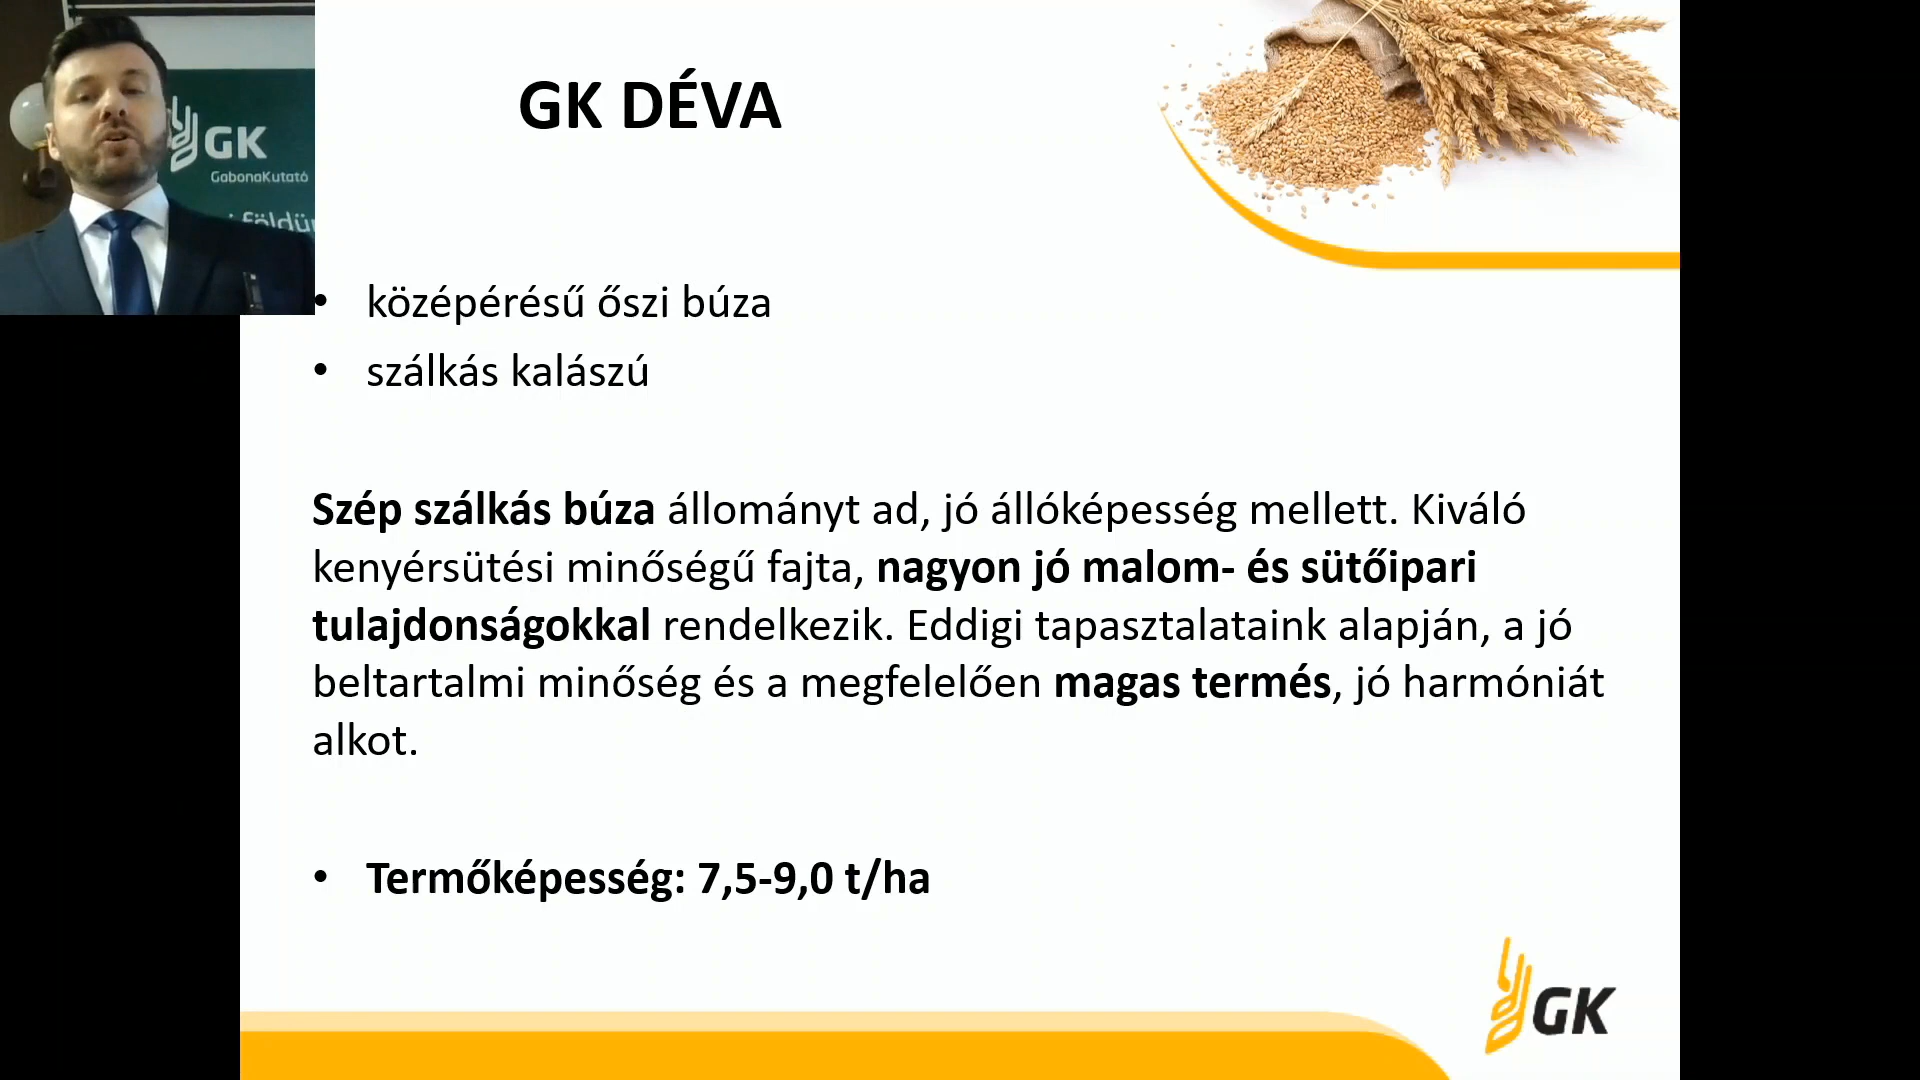 GK
GabonaKutató
GK DÉVA
• középérésű őszi búza
• szálkás kalászú
Szép szálkás búza állományt ad, jó állóképesség mellett. Kiváló
kenyérsütési minőségű fajta, nagyon jó malom- és sütőipari
tulajdonságokkal rendelkezik. Eddigi tapasztalataink alapján, a jó
beltartalmi minőség és a megfelelően magas termés, jó harmóniát
alkot.
• Termőképesség: 7,5-9,0 t/ha
GK